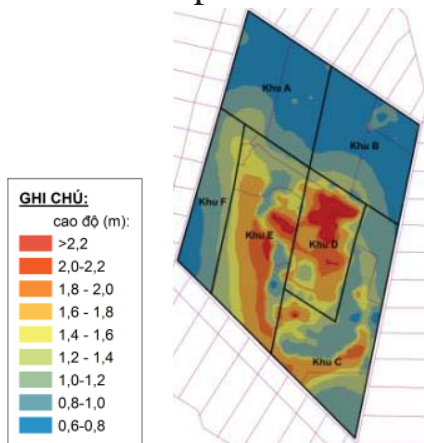 Khu A
Khu B
Khu F
Khu E
Khu D
Khu C
GHI CHÚ:
cao độ (m):
>2,2
2,0-2,2
1,8 - 2,0
1,6 - 1,8
1,4 - 1,6
1,2 - 1,4
1,0-1,2
0,8-1,0
0,6-0,8